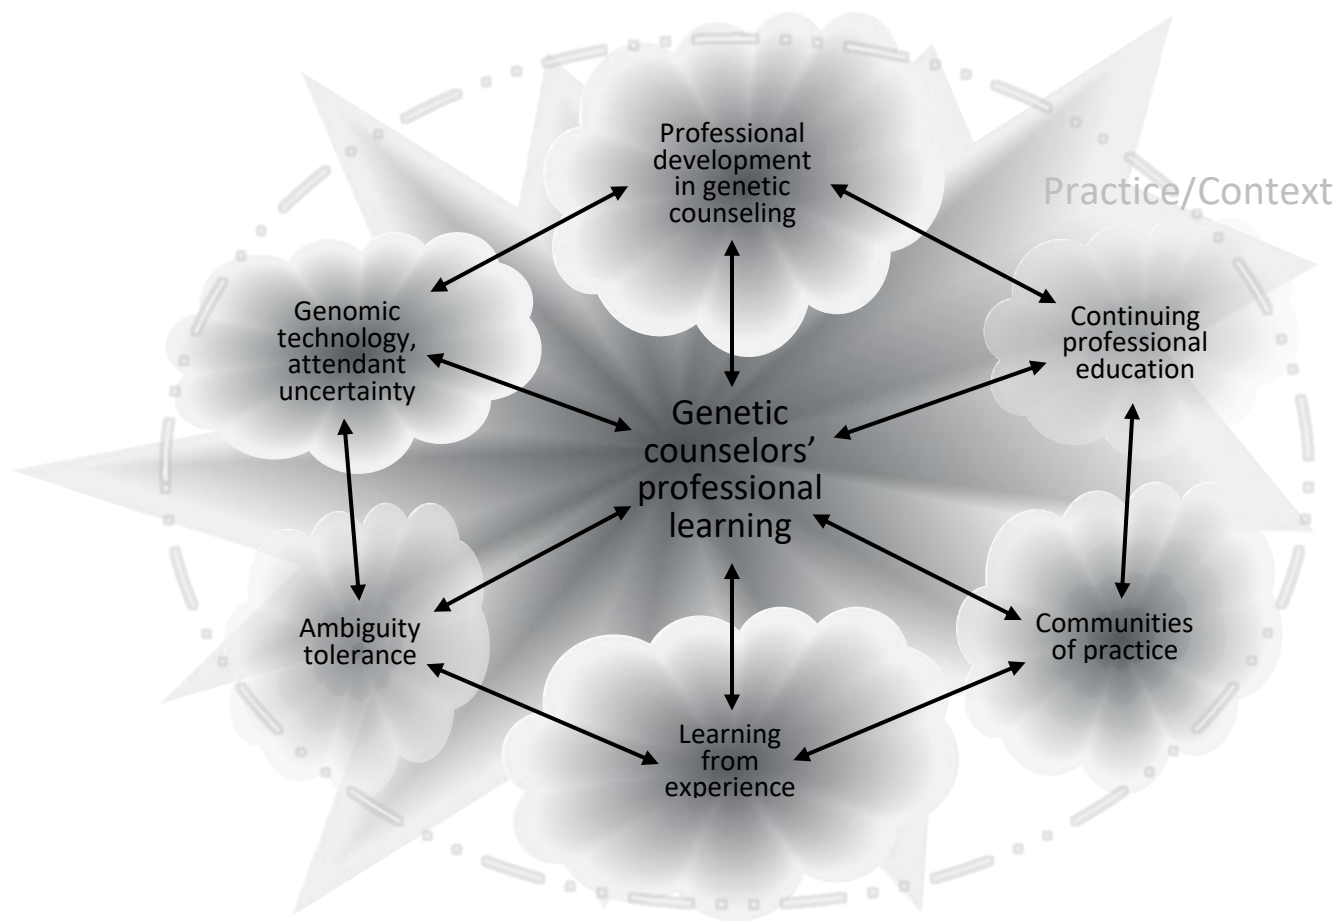 Professional
development
in genetic
counseling
Practice/Context
Genomic
technology,
attendant
uncertainty
Continuing
professional
education
Genetic
counselors’
professional
learning
Ambiguity
tolerance
Communities
of practice
Learning
from
experience